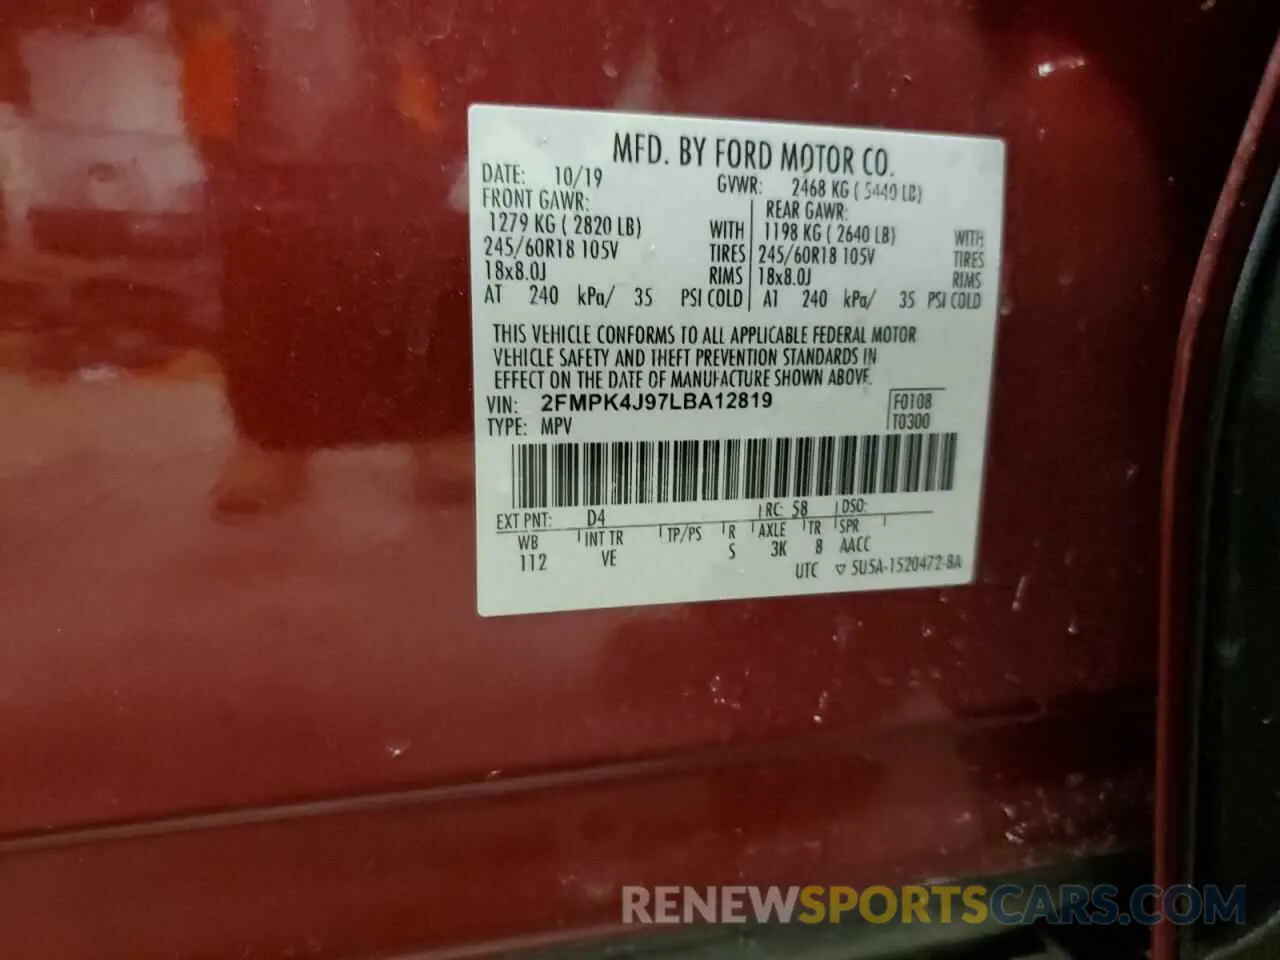 MFD. BY FORD MOTOR CO.
DATE: 10/19 GVWR: 2468 KG ( 5440 LB)
FRONT GAWR: REAR GAWR:
1279 KG ( 2820 LB) WITH 1198 KG ( 2640 LB) WITH
245/60R18 105V TIRES 245/60R18 105V TIRES
18x8.0J RIMS 18x8.0J RIMS
AT 240 kPa/ 35 PSI COLD AT 240 kPa/ 35 PSI COLD
THIS VEHICLE CONFORMS TO ALL APPLICABLE FEDERAL MOTOR
VEHICLE SAFETY AND THEFT PREVENTION STANDARDS IN
EFFECT ON THE DATE OF MANUFACTURE SHOWN ABOVE.
VIN: 2FMPK4J97LBA12819 F0108
TYPE: MPV T0300
EXT PNT: D4 RC: 58 DSO:
WB INT TR TP/PS R AXLE TR SPR
112 VE S 3K 8 AACC
UTC ▽ 5U5A-1520472-BA
RENEWSPORTSCARS.COM